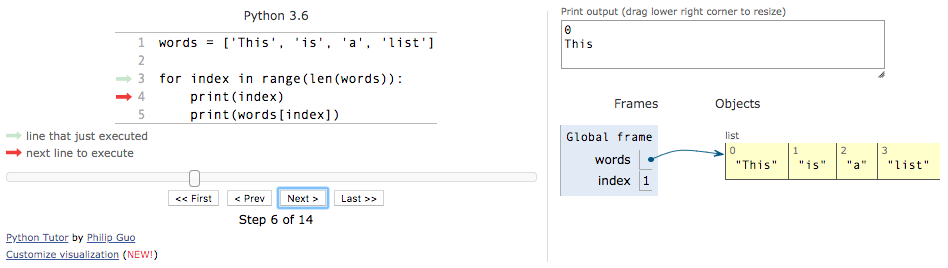 Python 3.6
1 words = ['This', 'is', 'a', 'list']
2
3 for index in range(len(words)):
4     print(index)
5     print(words[index])
line that just executed
next line to execute
<< First < Prev Next > Last >>
Step 6 of 14
Python Tutor by Philip Guo
Customize visualization (NEW!)
Print output (drag lower right corner to resize)
0
This
Frames Objects
Global frame
words
index 1
list
0 1 2 3
"This" "is" "a" "list"